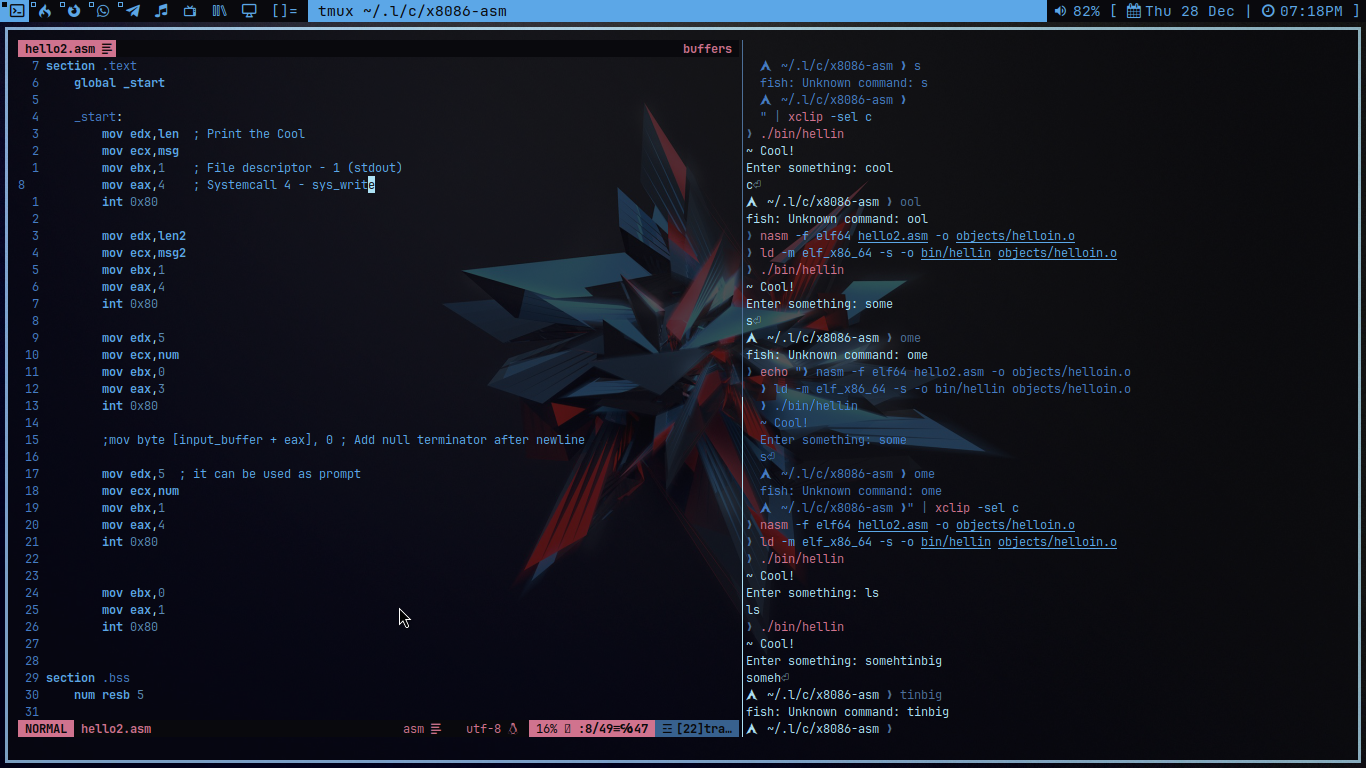 []= tmux ~/.l/c/x8086-asm 82% [ Thu 28 Dec | 07:18PM ]
hello2.asm buffers
7 section .text
6 global _start
5
4 _start:
3 mov edx,len ; Print the Cool
2 mov ecx,msg
1 mov ebx,1 ; File descriptor - 1 (stdout)
8 mov eax,4 ; Systemcall 4 - sys_write
1 int 0x80
2
3 mov edx,len2
4 mov ecx,msg2
5 mov ebx,1
6 mov eax,4
7 int 0x80
8
9 mov edx,5
10 mov ecx,num
11 mov ebx,0
12 mov eax,3
13 int 0x80
14
15 ;mov byte [input_buffer + eax], 0 ; Add null terminator after newline
16
17 mov edx,5 ; it can be used as prompt
18 mov ecx,num
19 mov ebx,1
20 mov eax,4
21 int 0x80
22
23
24 mov ebx,0
25 mov eax,1
26 int 0x80
27
28
29 section .bss
30 num resb 5
31
NORMAL hello2.asm asm utf-8 16% :8/49≡℅47 [22]tra…
~/.l/c/x8086-asm ❫ s
fish: Unknown command: s
~/.l/c/x8086-asm ❫
" | xclip -sel c
❫ ./bin/hellin
~ Cool!
Enter something: cool
c⏎
~/.l/c/x8086-asm ❫ ool
fish: Unknown command: ool
❫ nasm -f elf64 hello2.asm -o objects/helloin.o
❫ ld -m elf_x86_64 -s -o bin/hellin objects/helloin.o
❫ ./bin/hellin
~ Cool!
Enter something: some
s⏎
~/.l/c/x8086-asm ❫ ome
fish: Unknown command: ome
❫ echo "❫ nasm -f elf64 hello2.asm -o objects/helloin.o
❫ ld -m elf_x86_64 -s -o bin/hellin objects/helloin.o
❫ ./bin/hellin
~ Cool!
Enter something: some
s⏎
~/.l/c/x8086-asm ❫ ome
fish: Unknown command: ome
~/.l/c/x8086-asm ❫" | xclip -sel c
❫ nasm -f elf64 hello2.asm -o objects/helloin.o
❫ ld -m elf_x86_64 -s -o bin/hellin objects/helloin.o
❫ ./bin/hellin
~ Cool!
Enter something: ls
ls
❫ ./bin/hellin
~ Cool!
Enter something: somehtinbig
someh⏎
~/.l/c/x8086-asm ❫ tinbig
fish: Unknown command: tinbig
~/.l/c/x8086-asm ❫